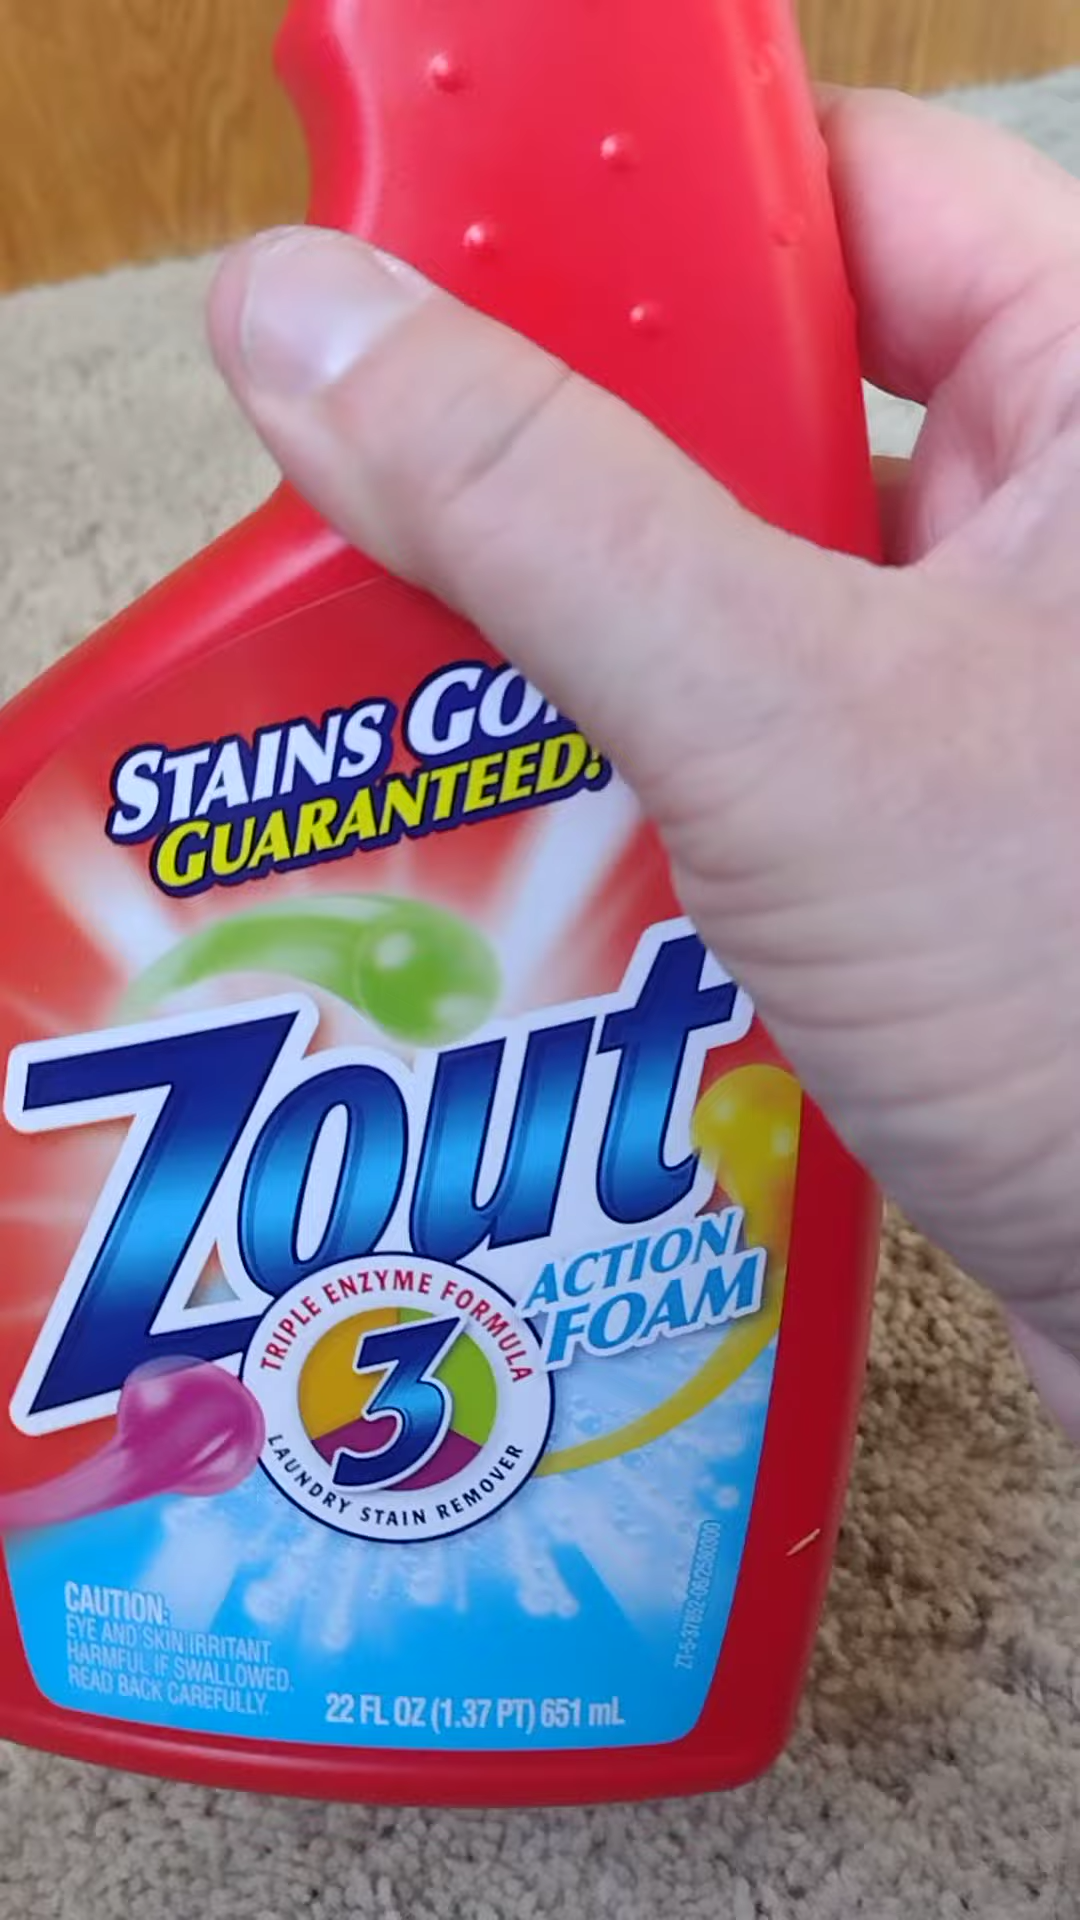 STAINS GO
GUARANTEED!
Zout
ACTION
FOAM
TRIPLE ENZYME FORMULA
3
LAUNDRY STAIN REMOVER
CAUTION:
EYE AND SKIN IRRITANT.
HARMFUL IF SWALLOWED.
READ BACK CAREFULLY.
22 FL OZ (1.37 PT) 651 mL